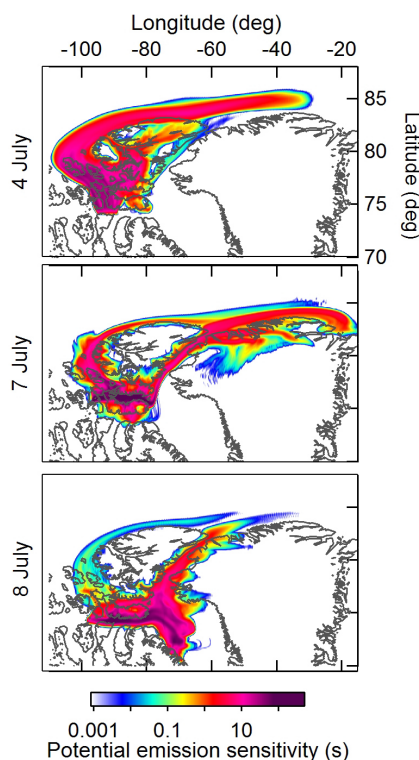 Longitude (deg)
-100 -80 -60 -40 -20
4 July
85
80
75
70
Latitude (deg)
7 July
8 July
0.001 0.1 10
Potential emission sensitivity (s)